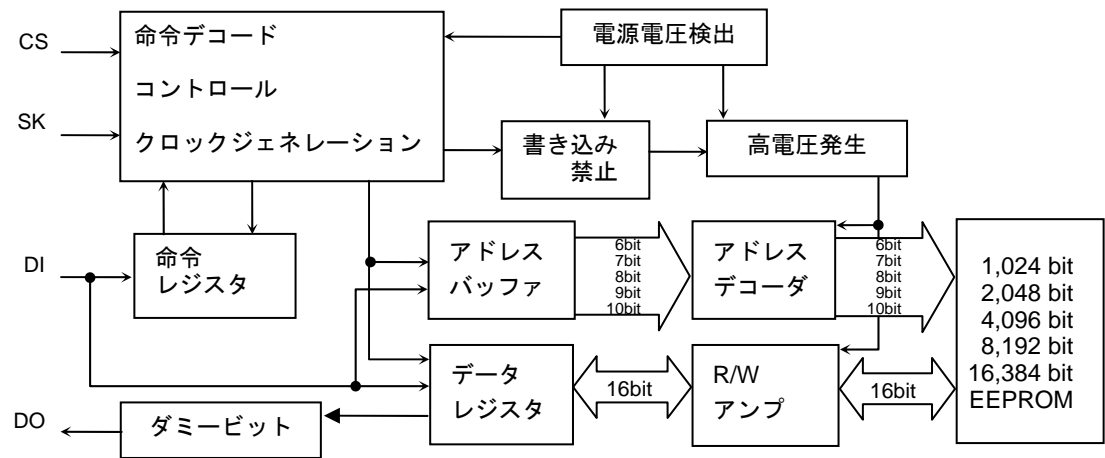 CS
命令デコード
コントロール
クロックジェネレーション
電源電圧検出
SK
書き込み
禁止
高電圧発生
DI
命令
レジスタ
アドレス
バッファ
6bit
7bit
8bit
9bit
10bit
アドレス
デコーダ
6bit
7bit
8bit
9bit
10bit
1,024 bit
2,048 bit
4,096 bit
8,192 bit
16,384 bit
EEPROM
データ
レジスタ
16bit
R/W
アンプ
16bit
DO
ダミービット